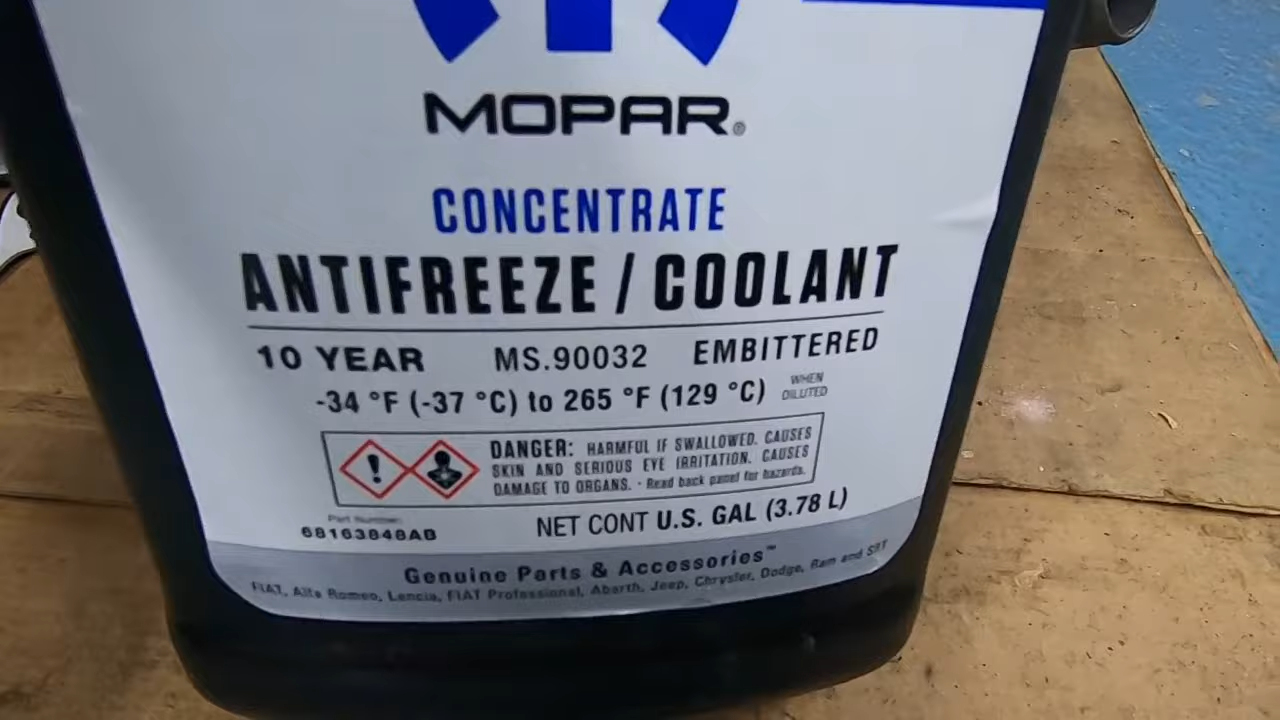 MOPAR®
CONCENTRATE
ANTIFREEZE / COOLANT
10 YEAR MS.90032 EMBITTERED
-34 °F (-37 °C) to 265 °F (129 °C) WHEN DILUTED
DANGER: HARMFUL IF SWALLOWED. CAUSES
SKIN AND SERIOUS EYE IRRITATION. CAUSES
DAMAGE TO ORGANS. · Read back panel for hazards.
Part Number:
68163848AB
NET CONT U.S. GAL (3.78 L)
Genuine Parts & Accessories™
FIAT, Alfa Romeo, Lancia, FIAT Professional, Abarth, Jeep, Chrysler, Dodge, Ram and SRT